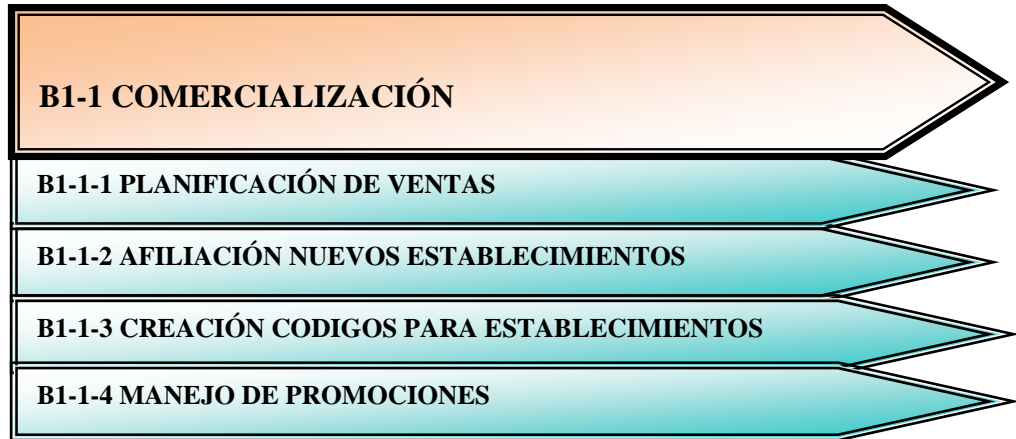 B1-1 COMERCIALIZACIÓN
B1-1-1 PLANIFICACIÓN DE VENTAS
B1-1-2 AFILIACIÓN NUEVOS ESTABLECIMIENTOS
B1-1-3 CREACIÓN CODIGOS PARA ESTABLECIMIENTOS
B1-1-4 MANEJO DE PROMOCIONES